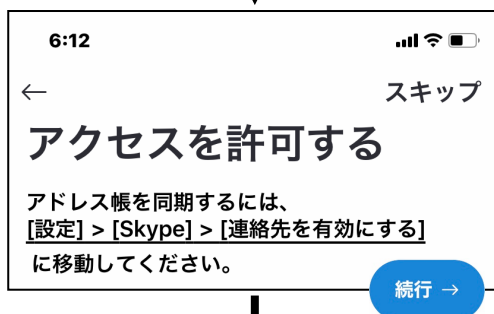 6:12
← スキップ
アクセスを許可する
アドレス帳を同期するには、
[設定] > [Skype] > [連絡先を有効にする]
に移動してください。
続行 →